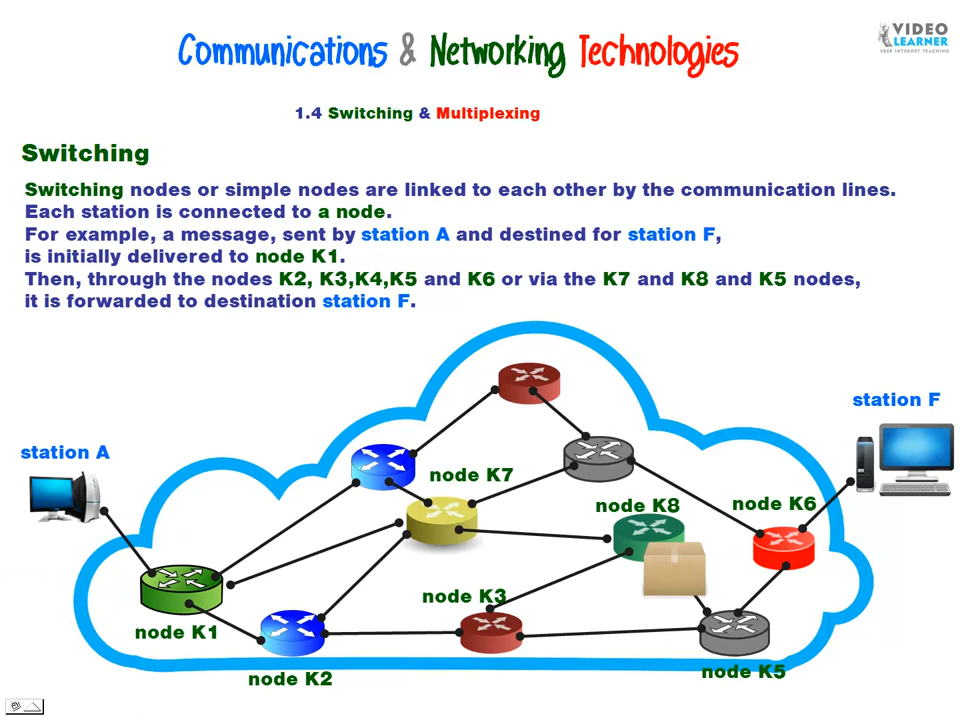 VIDEO
LEARNER
FREE INTERNET TEACHING
Communications & Networking Technologies
1.4 Switching & Multiplexing
Switching
Switching nodes or simple nodes are linked to each other by the communication lines.
Each station is connected to a node.
For example, a message, sent by station A and destined for station F,
is initially delivered to node K1.
Then, through the nodes K2, K3,K4,K5 and K6 or via the K7 and K8 and K5 nodes,
it is forwarded to destination station F.
station F
station A
node K7
node K8
node K6
node K3
node K1
node K5
node K2